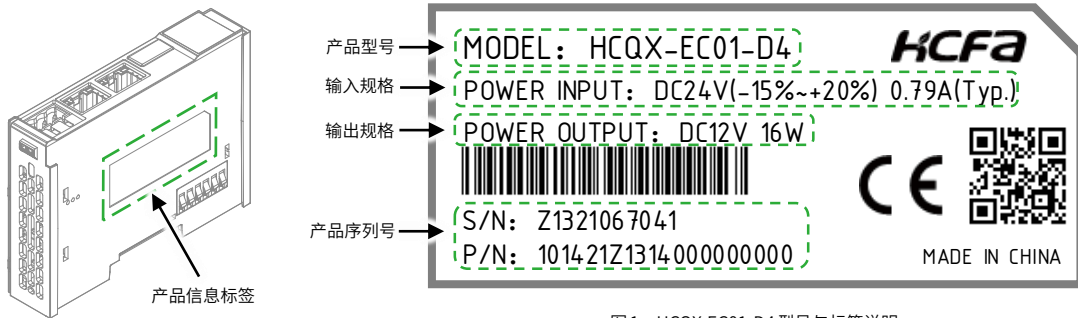 产品型号
MODEL: HCQX-EC01-D4
HCFa
输入规格
POWER INPUT: DC24V(-15%~+20%) 0.79A(Typ.)
输出规格
POWER OUTPUT: DC12V 16W
CE
产品序列号
S/N: Z1321067041
P/N: 101421Z1314000000000
MADE IN CHINA
产品信息标签